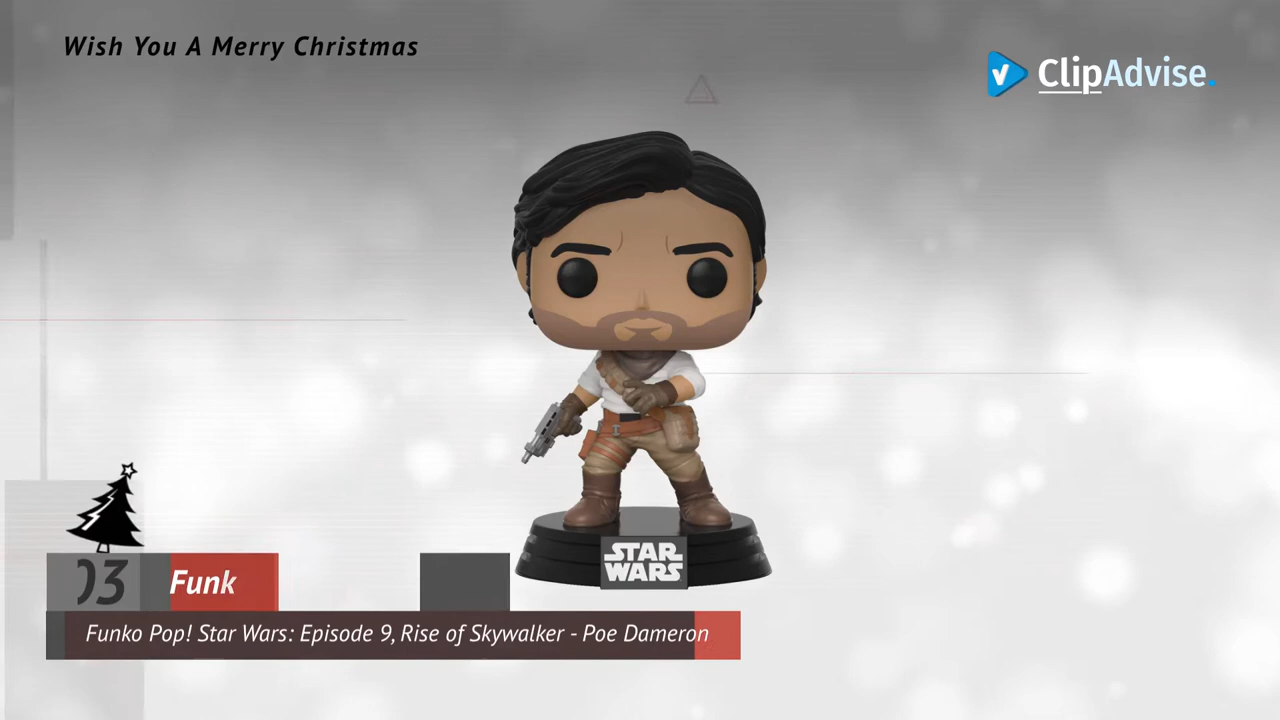 Wish You A Merry Christmas
ClipAdvise.
STAR
WARS
03
Funk
Funko Pop! Star Wars: Episode 9, Rise of Skywalker - Poe Dameron